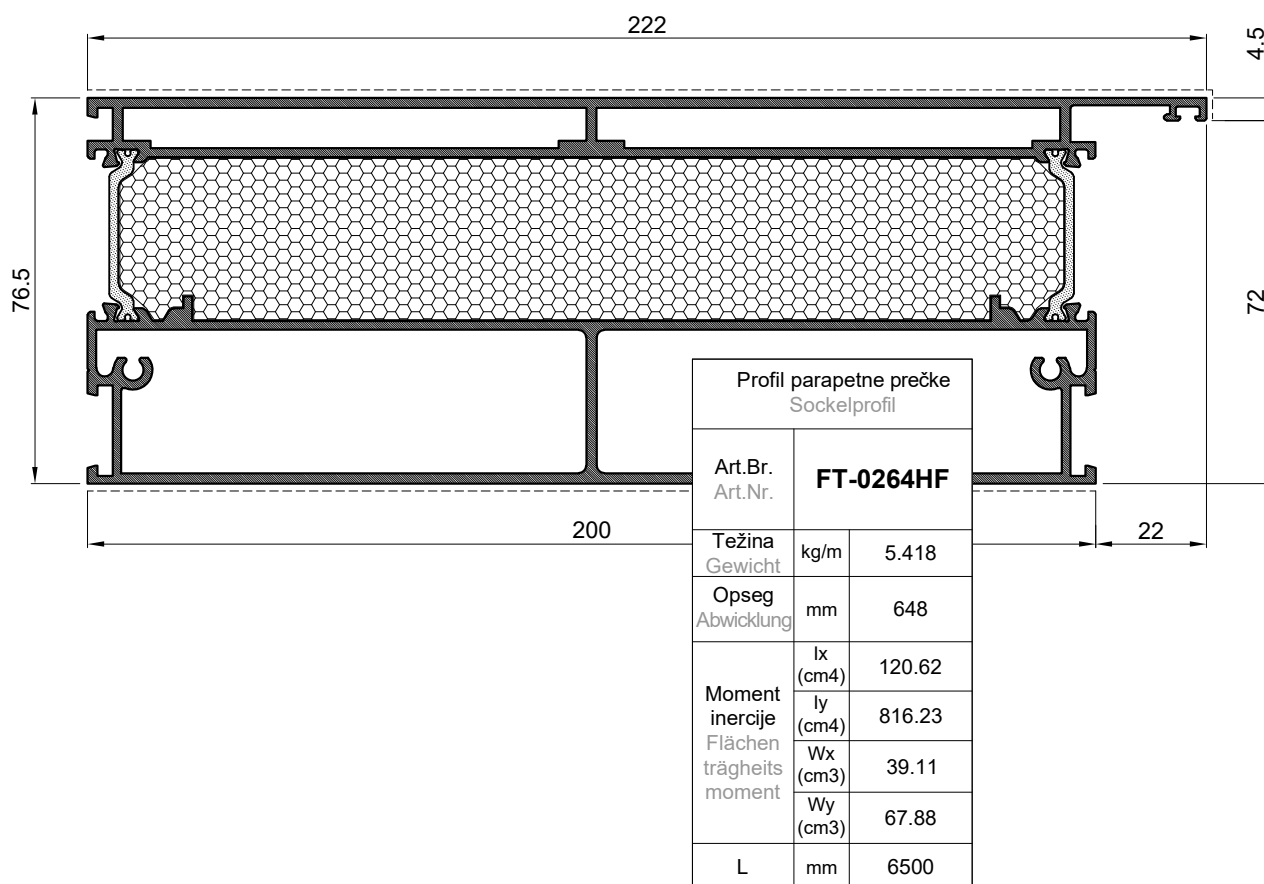 222
4.5
76.5
72
200
22
Profil parapetne prečke
Sockelprofil
Art.Br.
Art.Nr.
FT-0264HF
Težina
Gewicht
kg/m
5.418
Opseg
Abwicklung
mm
648
Moment
inercije
Flächen
trägheits
moment
Ix
(cm4)
120.62
Iy
(cm4)
816.23
Wx
(cm3)
39.11
Wy
(cm3)
67.88
L
mm
6500